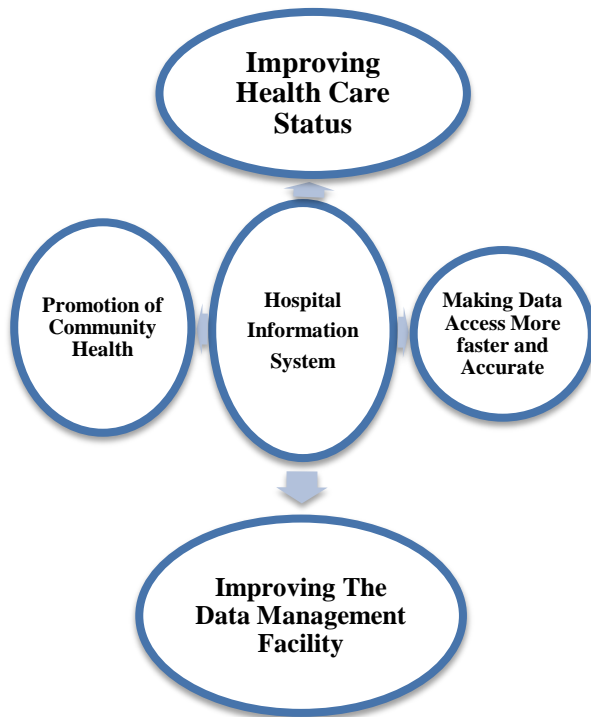 Improving
Health Care
Status
Promotion of
Community
Health
Hospital
Information
System
Making Data
Access More
faster and
Accurate
Improving The
Data Management
Facility